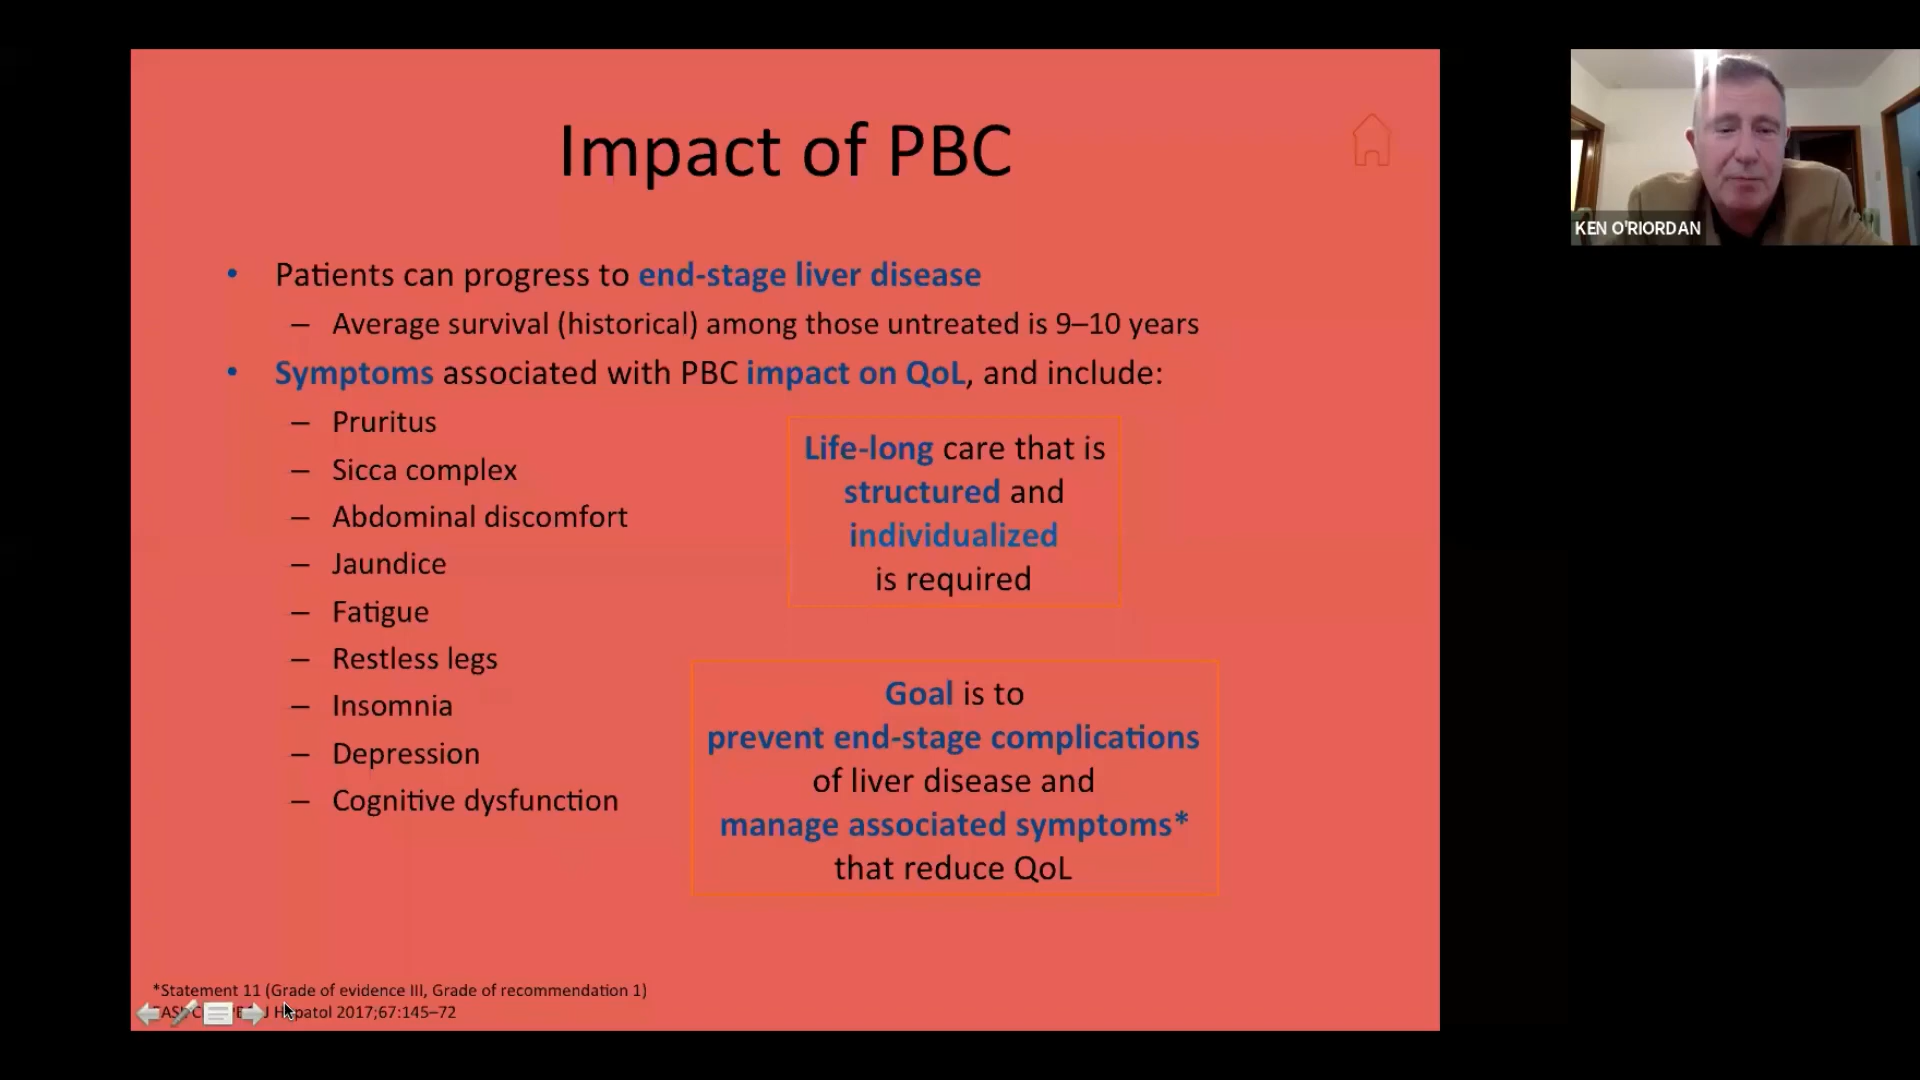 Impact of PBC
• Patients can progress to end-stage liver disease
– Average survival (historical) among those untreated is 9–10 years
• Symptoms associated with PBC impact on QoL, and include:
– Pruritus
– Sicca complex
– Abdominal discomfort
– Jaundice
– Fatigue
– Restless legs
– Insomnia
– Depression
– Cognitive dysfunction
Life-long care that is
structured and
individualized
is required
Goal is to
prevent end-stage complications
of liver disease and
manage associated symptoms*
that reduce QoL
*Statement 11 (Grade of evidence III, Grade of recommendation 1)
J Hepatol 2017;67:145–72
KEN O'RIORDAN